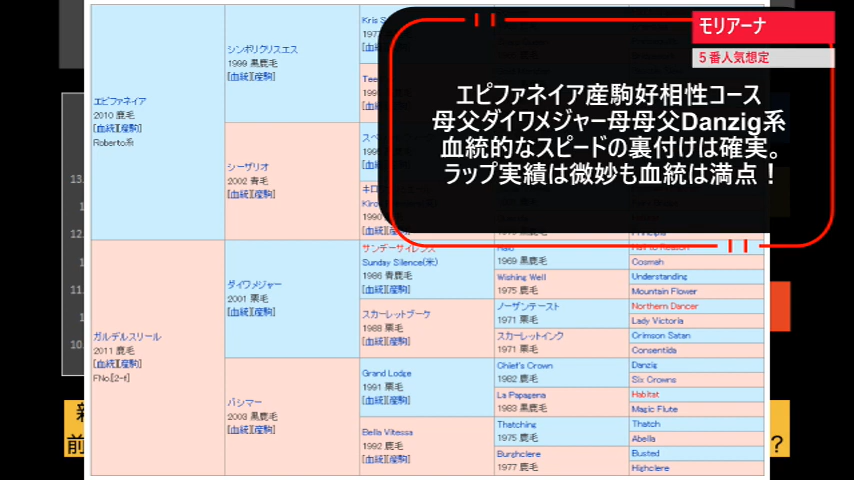 モリアーナ
5番人気想定
エピファネイア産駒好相性コース
母父ダイワメジャー母母父Danzig系
血統的なスピードの裏付けは確実。
ラップ実績は微妙も血統は満点！
エピファネイア
2010 鹿毛
[血統][産駒]
Roberto系
シンボリクリスエス
1999 黒鹿毛
[血統][産駒]
シーザリオ
2002 青毛
[血統][産駒]
Kris S
ガルデルスリール
2011 鹿毛
[血統][産駒]
FNo.[2-f]
ダイワメジャー
2001 栗毛
[血統][産駒]
バシマー
2003 黒鹿毛
[血統][産駒]
サンデーサイレンス
Sunday Silence(米)
1986 青鹿毛
[血統][産駒]
スカーレットブーケ
1988 栗毛
[血統][産駒]
Grand Lodge
1991 栗毛
[血統][産駒]
Bella Vitessa
1992 鹿毛
[血統][産駒]
1969 黒鹿毛
Wishing Well
1975 鹿毛
ノーザンテースト
1971 栗毛
スカーレットインク
1971 栗毛
Chief's Crown
1982 鹿毛
La Papagena
1983 黒鹿毛
Thatching
1975 鹿毛
Burghclere
1977 鹿毛
Cosmah
Understanding
Mountain Flower
Northern Dancer
Lady Victoria
Crimson Satan
Consentida
Danzig
Six Crowns
Habitat
Magic Flute
Thatch
Abella
Busted
Highclere
13.
12.
11.
10.
前
？